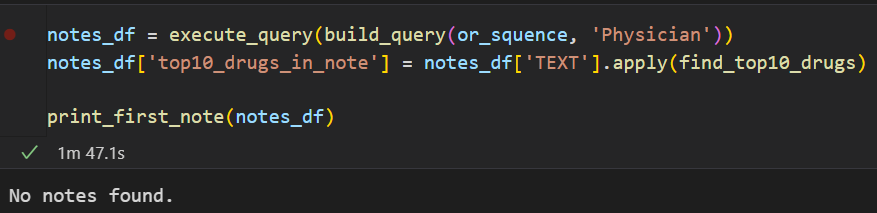 notes_df = execute_query(build_query(or_squence, 'Physician'))
notes_df['top10_drugs_in_note'] = notes_df['TEXT'].apply(find_top10_drugs)
print_first_note(notes_df)
1m 47.1s
No notes found.